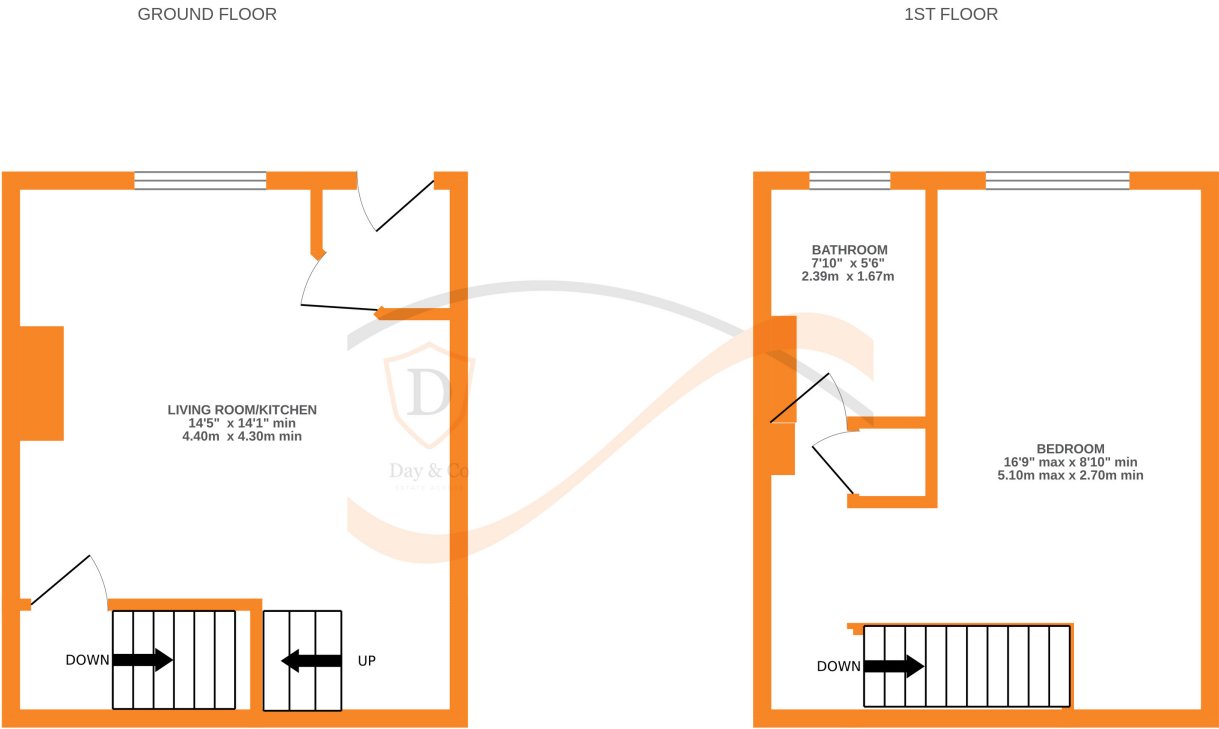 GROUND FLOOR
1ST FLOOR
BATHROOM
7'10" x 5'6"
2.39m x 1.67m
LIVING ROOM/KITCHEN
14'5" x 14'1" min
4.40m x 4.30m min
D
Day & Co
ESTATE AGENTS
BEDROOM
16'9" max x 8'10" min
5.10m max x 2.70m min
DOWN
UP
DOWN